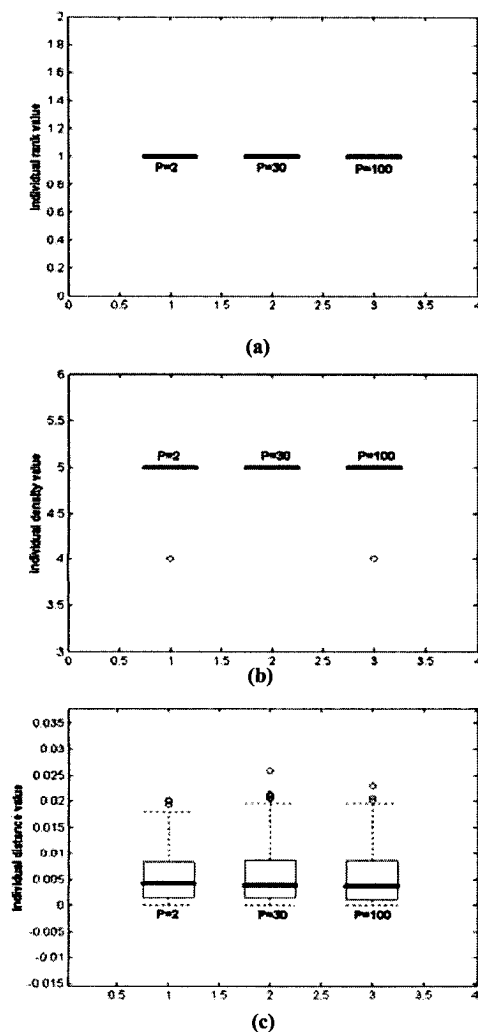 2
1.8
1.6
1.4
1.2
1
0.8
0.6
0.4
0.2
0
Individual rank value
P=2 P=30 P=100
0 0.5 1 1.5 2 2.5 3 3.5 4
(a)
6
5.5
5
4.5
4
3.5
3
Individual density value
P=2 P=30 P=100
0 0.5 1 1.5 2 2.5 3 3.5 4
(b)
0.035
0.03
0.025
0.02
0.015
0.01
0.005
0
-0.005
-0.01
-0.015
Individual distance value
P=2 P=30 P=100
0.5 1 1.5 2 2.5 3 3.5 4
(c)